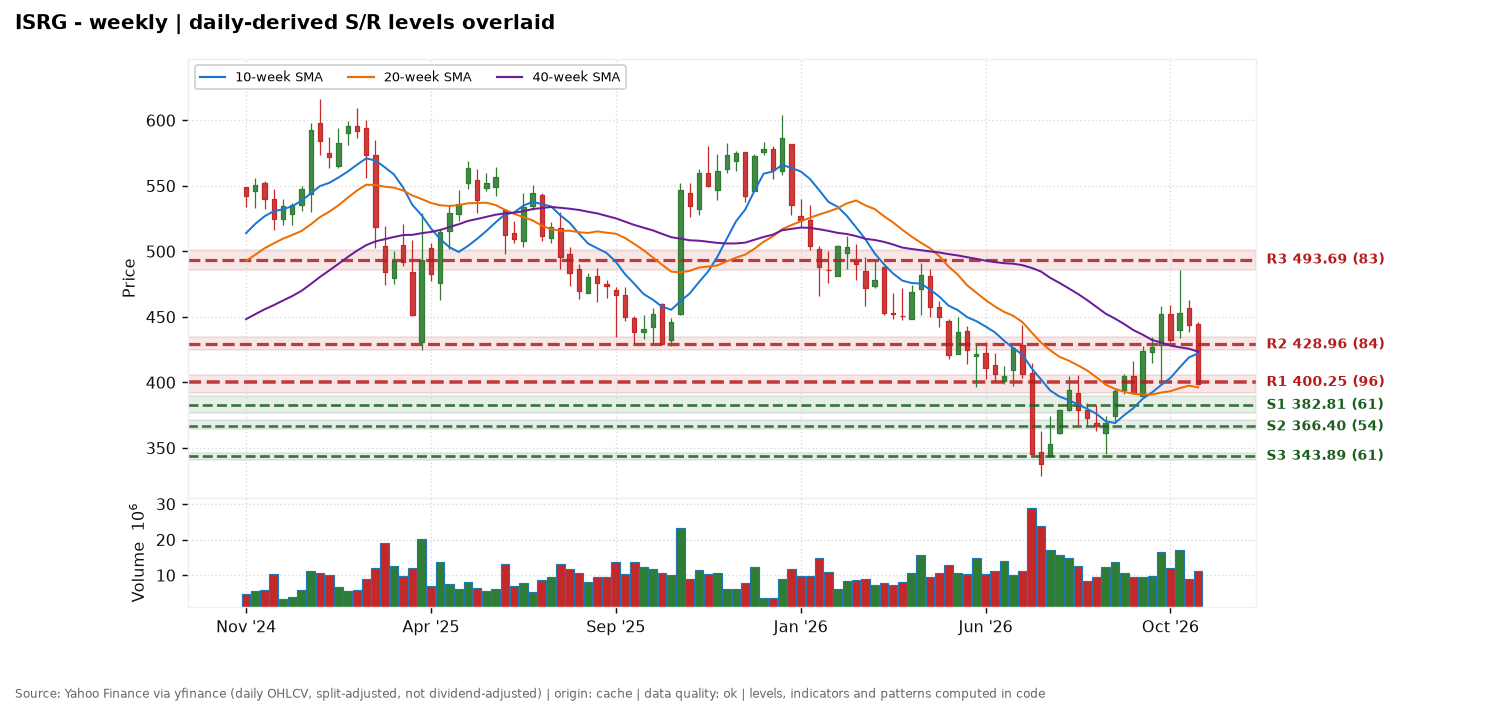 ISRG - weekly | daily-derived S/R levels overlaid
10-week SMA
20-week SMA
40-week SMA
Price
600
550
500
450
400
350
R3 493.69 (83)
R2 428.96 (84)
R1 400.25 (96)
S1 382.81 (61)
S2 366.40 (54)
S3 343.89 (61)
Volume 10⁶
30
20
10
Nov '24
Apr '25
Sep '25
Jan '26
Jun '26
Oct '26
Source: Yahoo Finance via yfinance (daily OHLCV, split-adjusted, not dividend-adjusted) | origin: cache | data quality: ok | levels, indicators and patterns computed in code